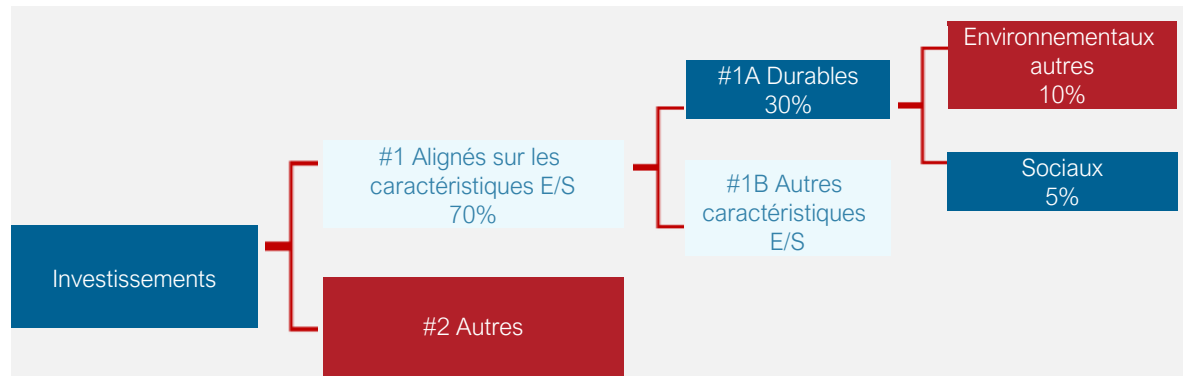 Investissements
#1 Alignés sur les
caractéristiques E/S
70%
#2 Autres
#1A Durables
30%
#1B Autres
caractéristiques
E/S
Environnementaux
autres
10%
Sociaux
5%